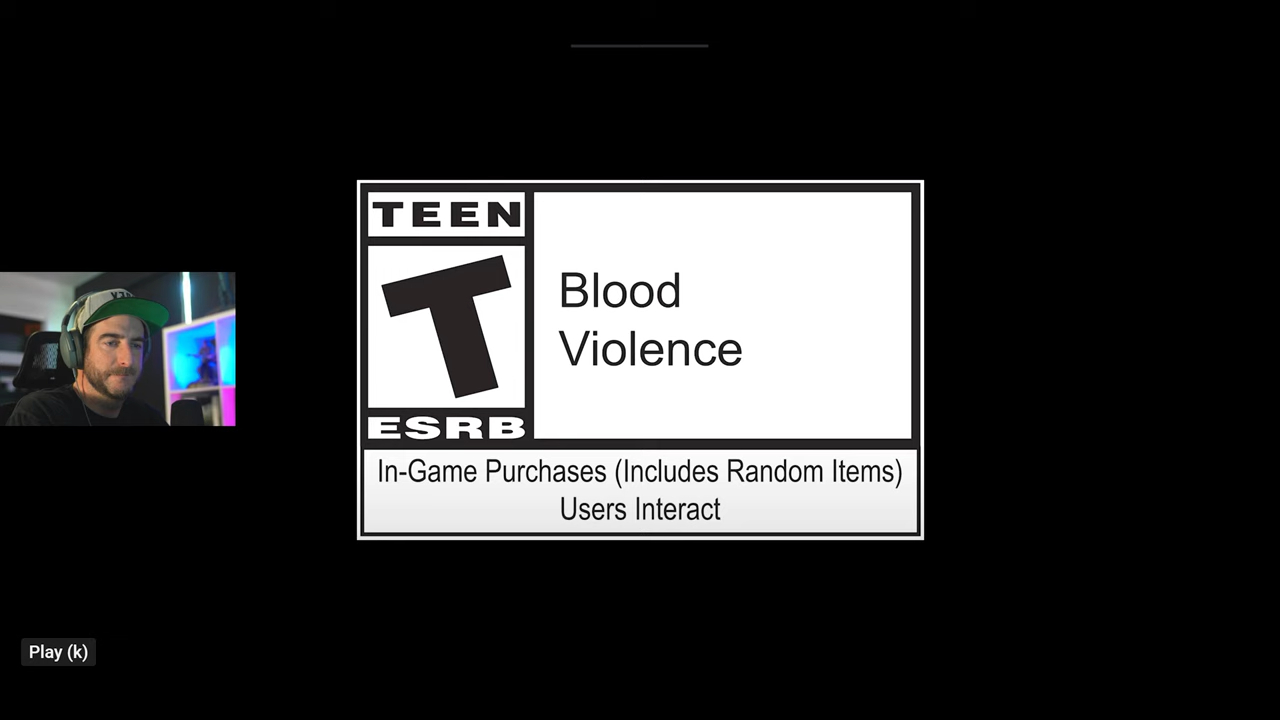 TEEN
T
ESRB
Blood
Violence
In-Game Purchases (Includes Random Items)
Users Interact
Play (k)